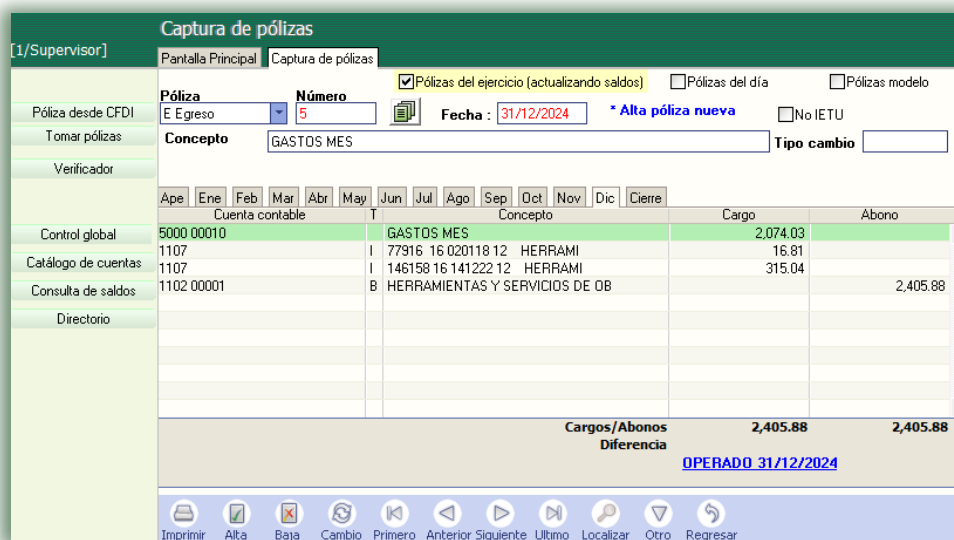 Captura de pólizas
[1/Supervisor]
Pantalla Principal Captura de pólizas
Pólizas del ejercicio (actualizando saldos) Pólizas del día Pólizas modelo
Póliza Número
Póliza desde CFDI E Egreso 5 Fecha : 31/12/2024 * Alta póliza nueva No IETU
Tomar pólizas Concepto GASTOS MES Tipo cambio
Verificador
Ape Ene Feb Mar Abr May Jun Jul Ago Sep Oct Nov Dic Cierre
Cuenta contable T Concepto Cargo Abono
Control global 5000 00010 GASTOS MES 2,074.03
1107 I 77916 16 020118 12 HERRAMI 16.81
Catálogo de cuentas 1107 I 146158 16 141222 12 HERRAMI 315.04
Consulta de saldos 1102 00001 B HERRAMIENTAS Y SERVICIOS DE OB 2,405.88
Directorio
Cargos/Abonos 2,405.88 2,405.88
Diferencia
OPERADO 31/12/2024
Imprimir Alta Baja Cambio Primero Anterior Siguiente Ultimo Localizar Otro Regresar